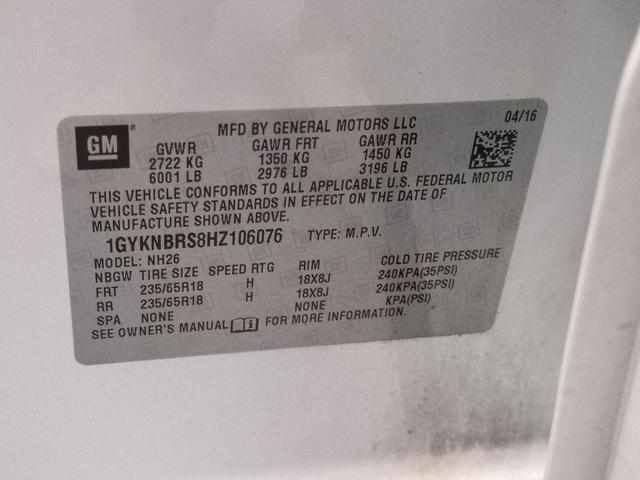 GM
MFD BY GENERAL MOTORS LLC 04/16
GVWR GAWR FRT GAWR RR
2722 KG 1350 KG 1450 KG
6001 LB 2976 LB 3196 LB
THIS VEHICLE CONFORMS TO ALL APPLICABLE U.S. FEDERAL MOTOR
VEHICLE SAFETY STANDARDS IN EFFECT ON THE DATE OF
MANUFACTURE SHOWN ABOVE.
1GYKNBRS8HZ106076 TYPE: M.P.V.
MODEL: NH26
NBGW TIRE SIZE SPEED RTG RIM COLD TIRE PRESSURE
FRT 235/65R18 H 18X8J 240KPA(35PSI)
RR 235/65R18 H 18X8J 240KPA(35PSI)
SPA NONE NONE KPA(PSI)
SEE OWNER'S MANUAL FOR MORE INFORMATION.